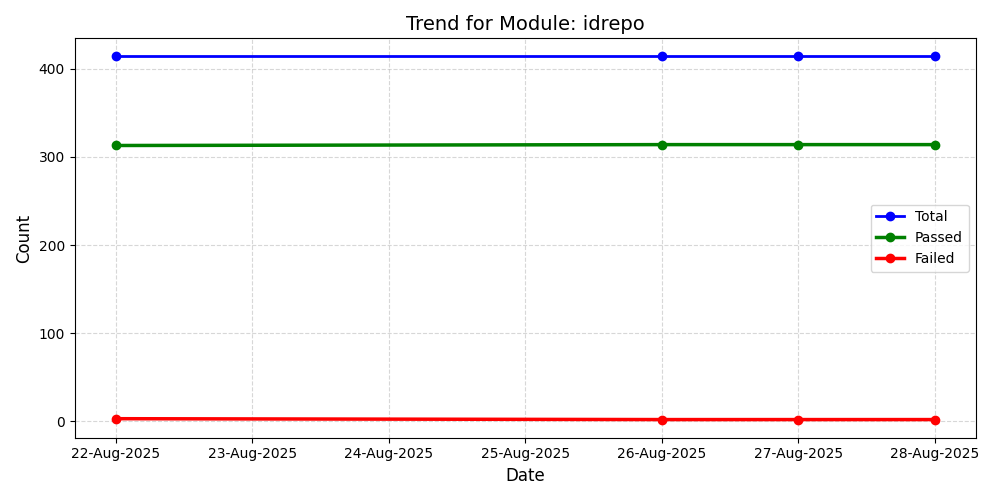 Trend for Module: idrepo
Count
400
300
200
100
0
Total
Passed
Failed
22-Aug-2025 23-Aug-2025 24-Aug-2025 25-Aug-2025 26-Aug-2025 27-Aug-2025 28-Aug-2025
Date